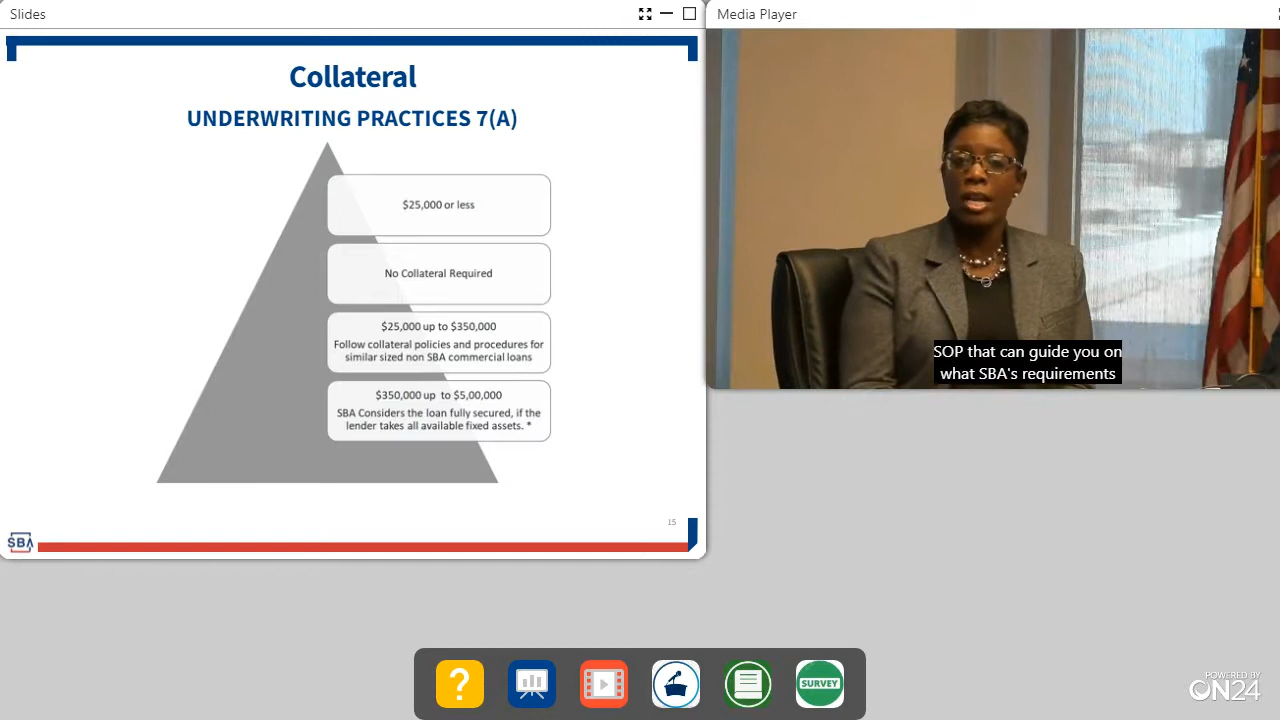 Slides
Media Player
Collateral
UNDERWRITING PRACTICES 7(A)
$25,000 or less
No Collateral Required
$25,000 up to $350,000
Follow collateral policies and procedures for
similar sized non SBA commercial loans
$350,000 up to $5,00,000
SBA Considers the loan fully secured, if the
lender takes all available fixed assets. *
15
SBA
SOP that can guide you on
what SBA's requirements
?
SURVEY
POWERED BY
ON24